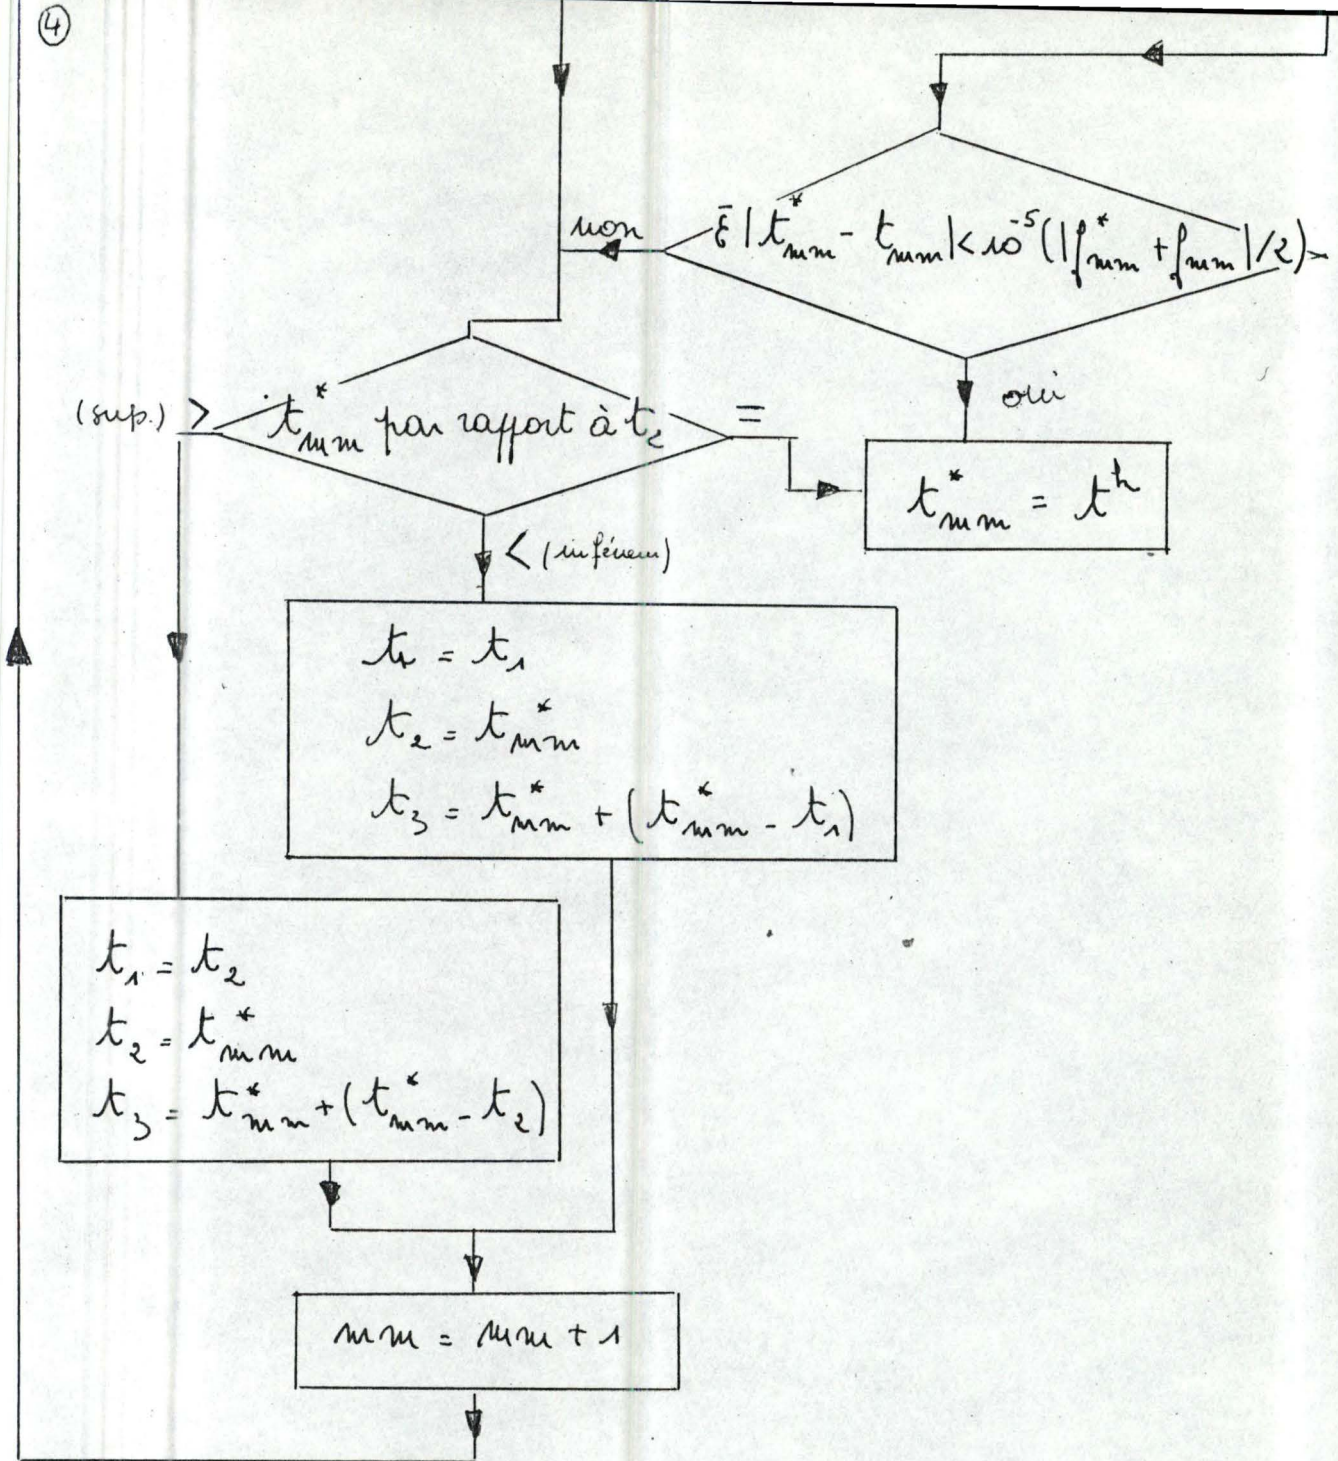 ④
non
ε̄ |t*mm - tmm| < 10⁻⁵ (|f*mm + fmm|/2)
oui
(sup.) >
t*mm par rapport à t₂
=
t*mm = tʰ
< (inférieur)
t₁ = t₁
t₂ = t*mm
t₃ = t*mm + (t*mm - t₁)
t₁ = t₂
t₂ = t*mm
t₃ = t*mm + (t*mm - t₂)
mm = mm + 1